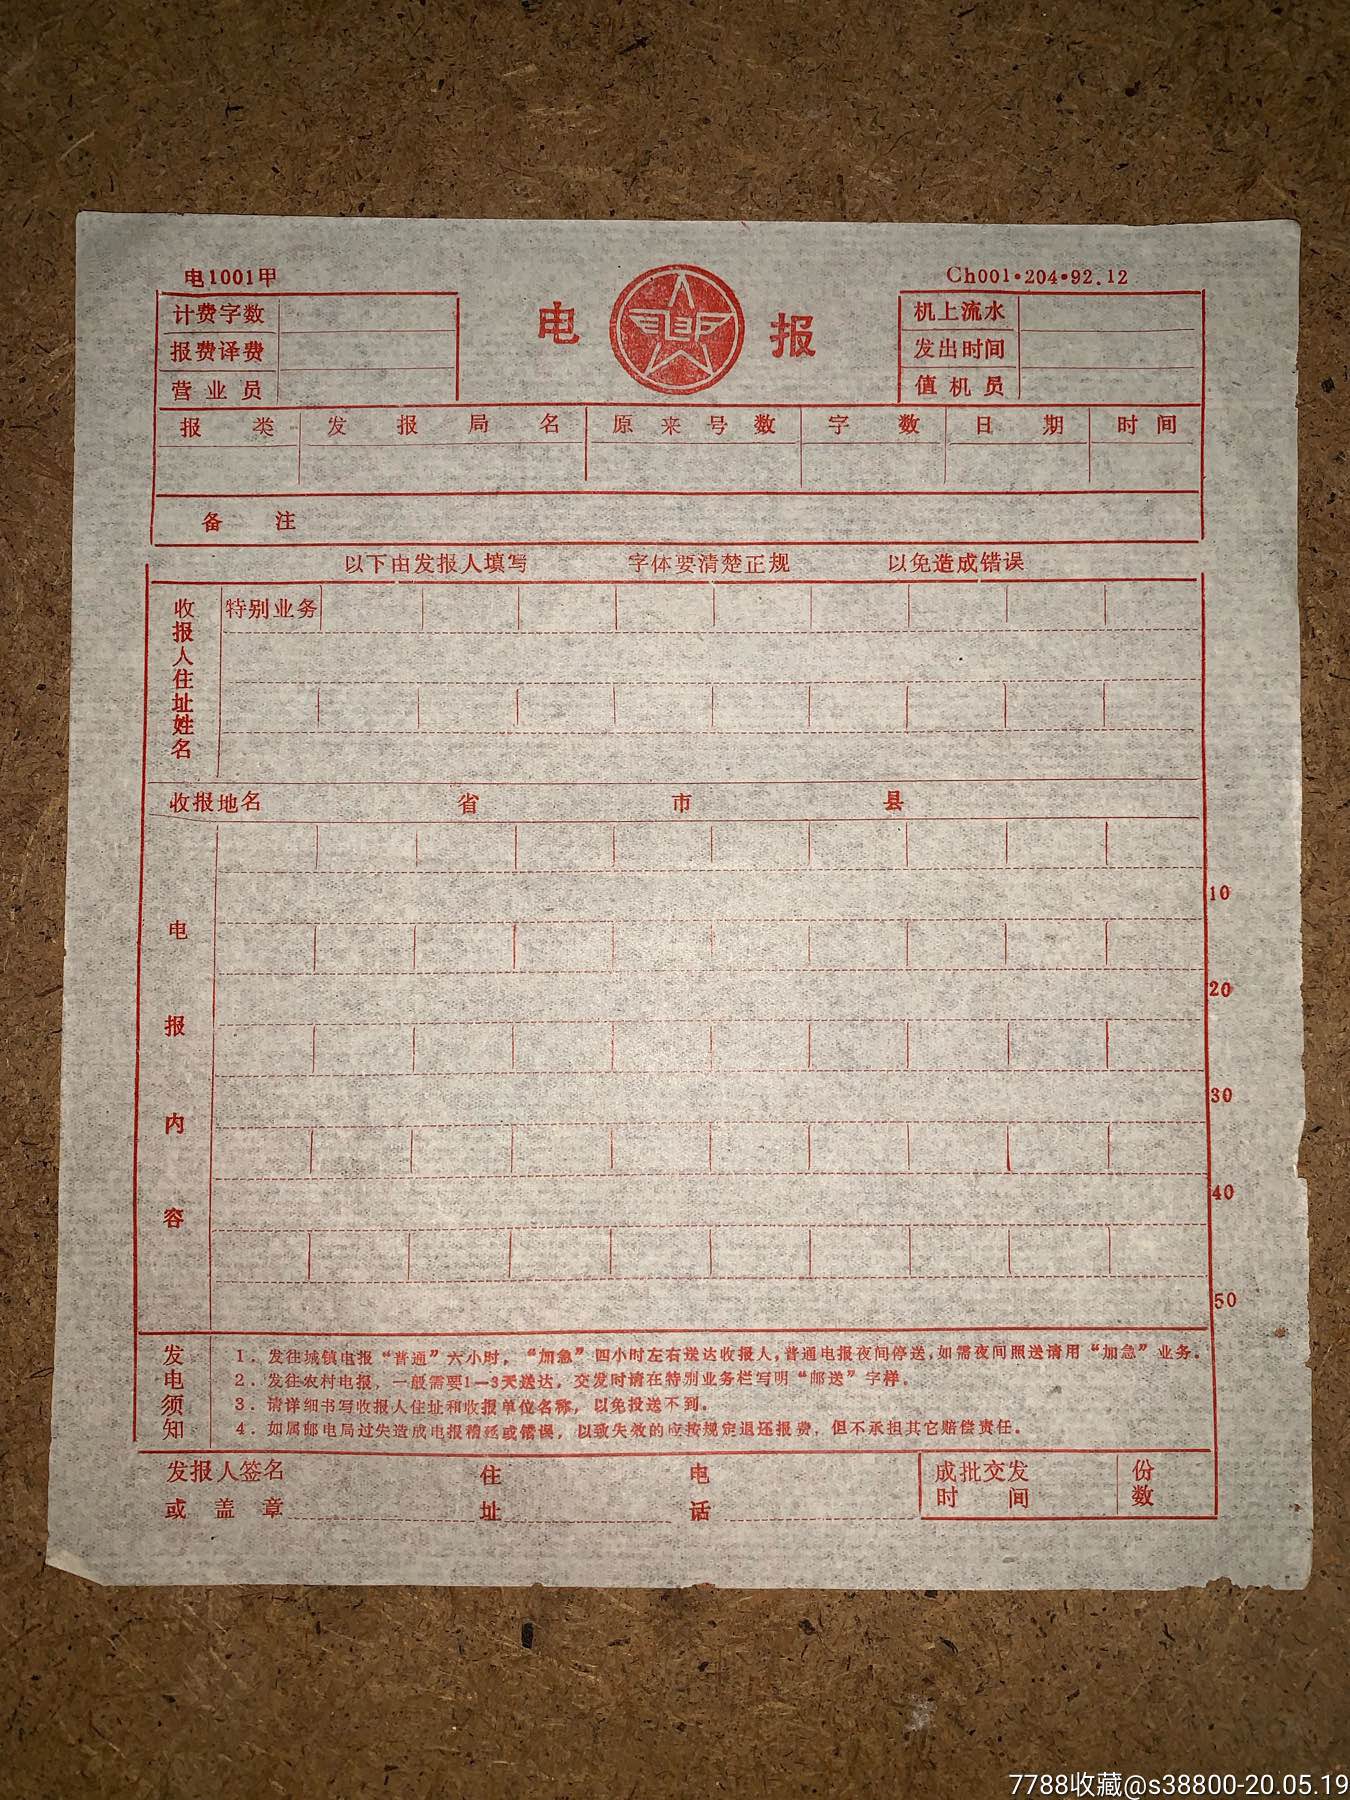 电1001甲
Ch001·204·92.12
计费字数
报费译费
营业员
电 报
机上流水
发出时间
值机员
报类 发报局名 原来号数 字数 日期 时间
备注
以下由发报人填写 字体要清楚正规 以免造成错误
收报人住址姓名
特别业务
收报地名 省 市 县
电报内容
10
20
30
40
50
发电须知
1.发往城镇电报“普通”六小时，“加急”四小时左右送达收报人，普通电报夜间停送，如需夜间照送请用“加急”业务。
2.发往农村电报，一般需要1—3天送达，交发时请在特别业务栏写明“邮送”字样。
3.请详细书写收报人住址和收报单位名称，以免投送不到。
4.如属邮电局过失造成电报稽延或错误，以致失效的应按规定退还报费，但不承担其它赔偿责任。
发报人签名或盖章 住址 电话
成批交发时间 份数
7788收藏@s38800-20.05.19